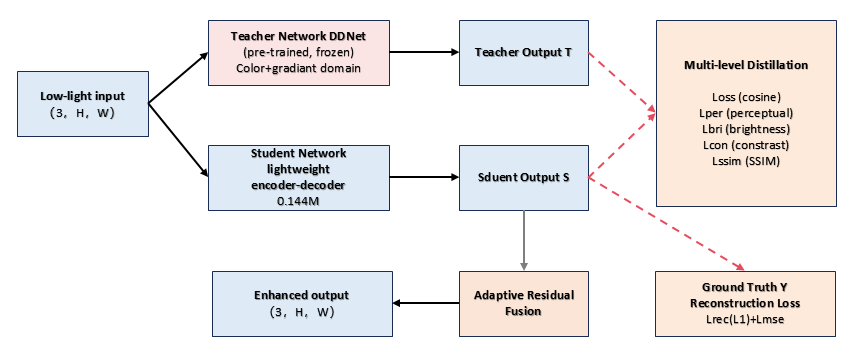 Low-light input
（3，H，W）
Teacher Network DDNet
(pre-trained, frozen)
Color+gradiant domain
Teacher Output T
Student Network
lightweight
encoder-decoder
0.144M
Sduent Output S
Multi-level Distillation
Loss (cosine)
Lper (perceptual)
Lbri (brightness)
Lcon (constrast)
Lssim (SSIM)
Enhanced output
（3，H，W）
Adaptive Residual
Fusion
Ground Truth Y
Reconstruction Loss
Lrec(L1)+Lmse